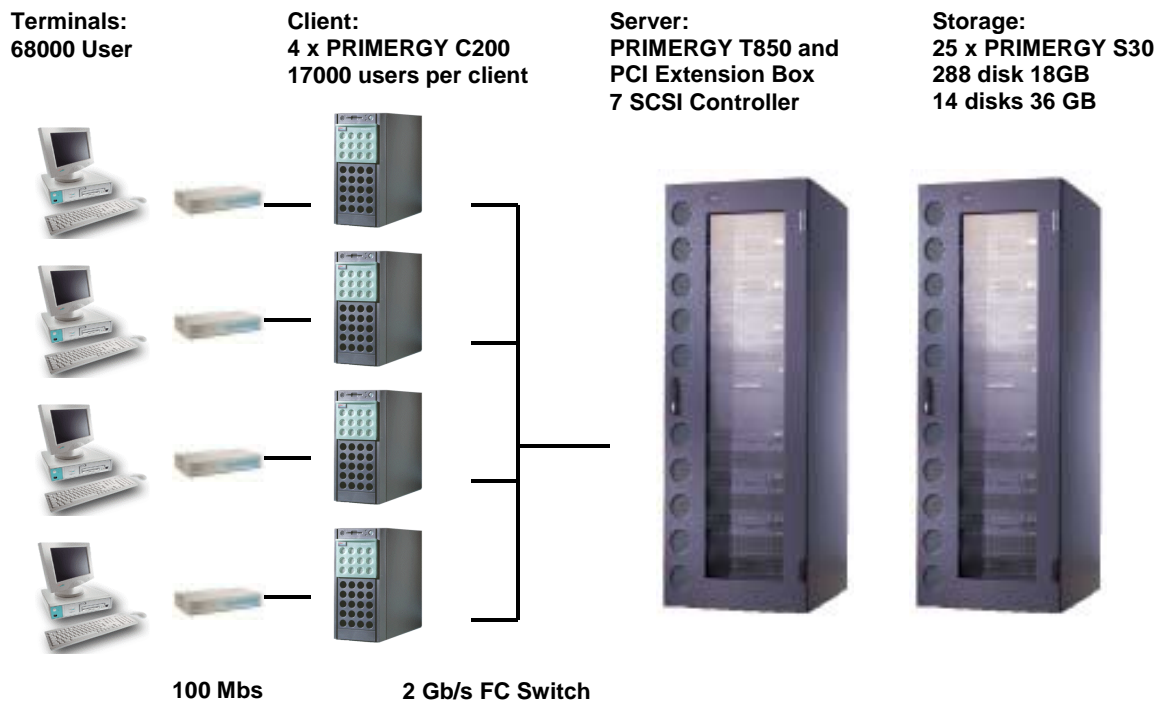 Terminals:
68000 User
Client:
4 x PRIMERGY C200
17000 users per client
Server:
PRIMERGY T850 and
PCI Extension Box
7 SCSI Controller
Storage:
25 x PRIMERGY S30
288 disk 18GB
14 disks 36 GB
100 Mbs
2 Gb/s FC Switch